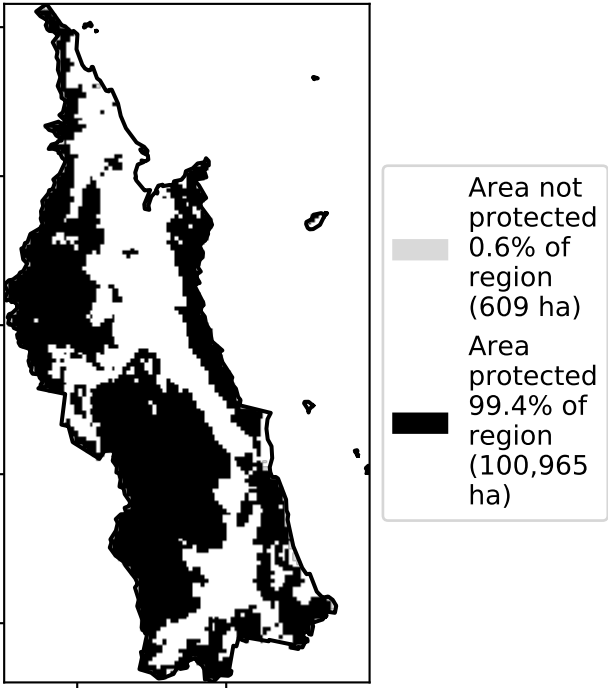 Area not
protected
0.6% of
region
(609 ha)
Area
protected
99.4% of
region
(100,965
ha)